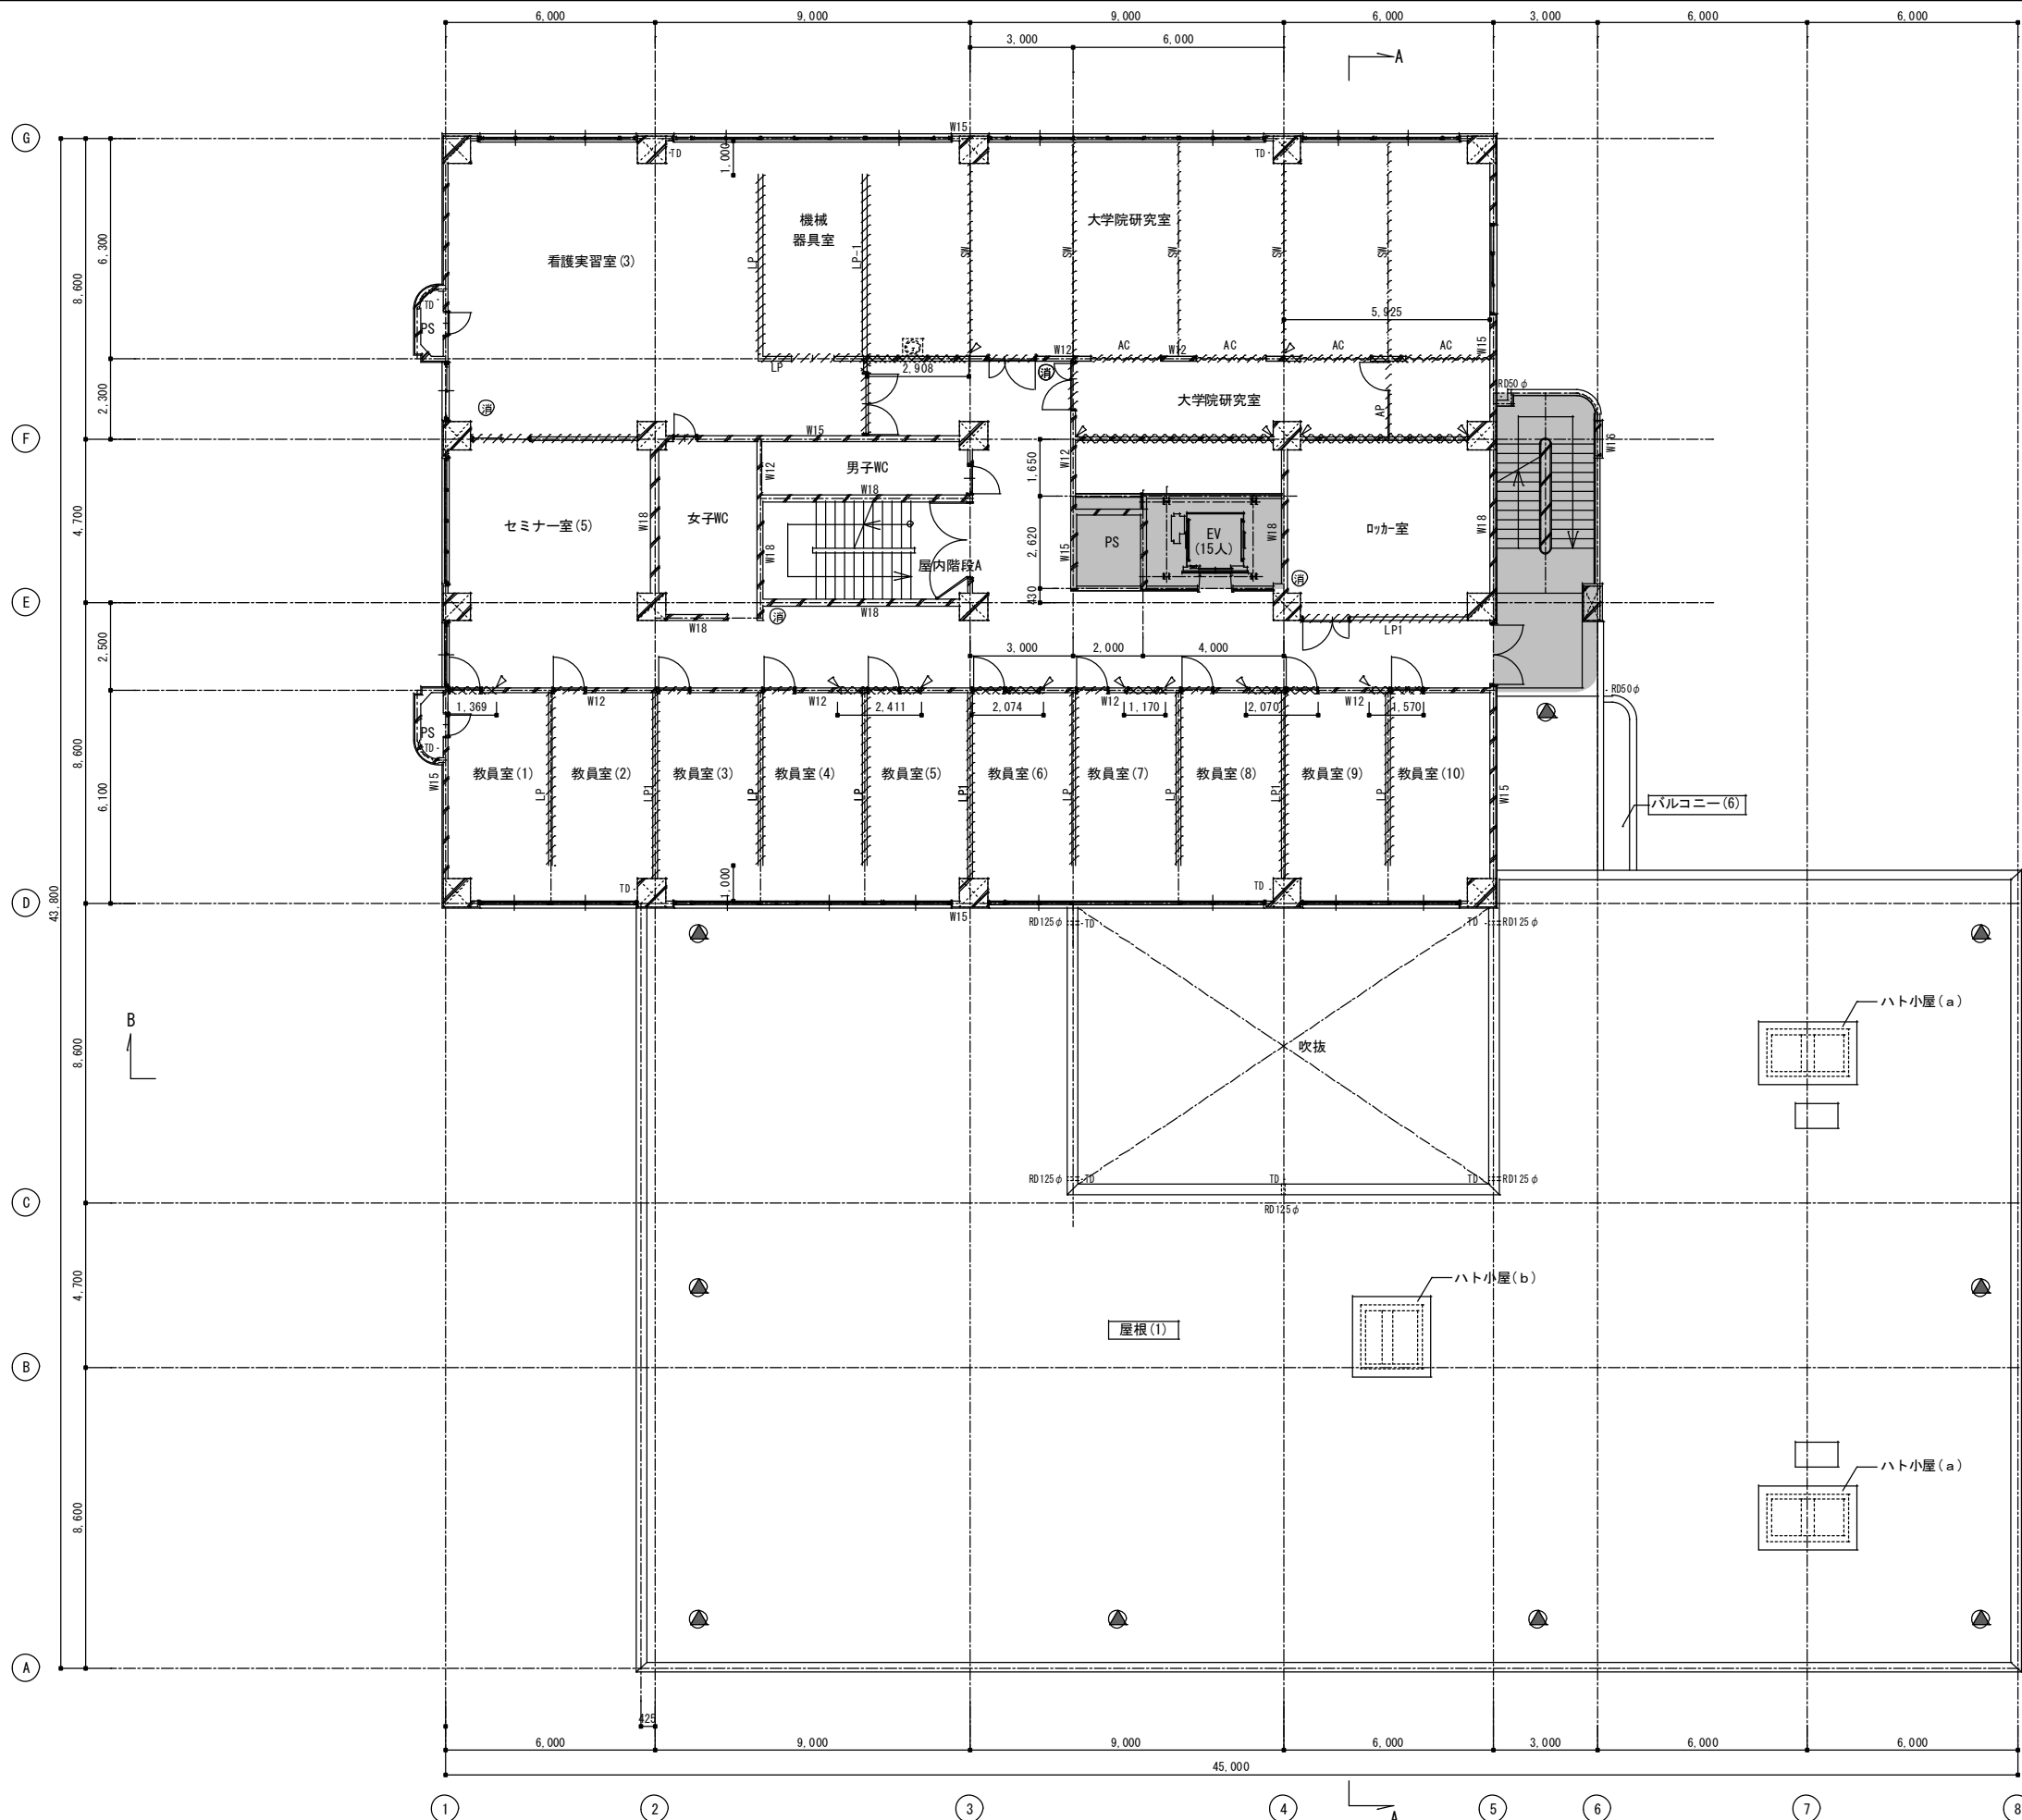 6,000 9,000 9,000 6,000 3,000 6,000 6,000
3,000 6,000
A
G
W15
TD TD
1,000
機械
器具室
大学院研究室
看護実習室(3)
LP LP-1 SW SW SW SW
6,300
8,600
TD
PS
5,925
W12 AC W12 AC AC AC W15
LP
2,908
消
2,300
大学院研究室
RD50φ
消
AP
F
W15
W16
男子WC
W12
W12
1,650
W18
セミナー室(5)
W18
女子WC
W18
屋内階段A
4,700
2,620
W15
PS
EV
(15人)
W18
ロッカー室
W18
消
430
E
W18
消
W18
LP1
2,500
3,000 2,000 4,000
RD50φ
1,369 W12 W12 2,411 2,074 W12 1,170 2,070 W12 1,570
PS
TD
W15
教員室(1) 教員室(2) 教員室(3) 教員室(4) 教員室(5) 教員室(6) 教員室(7) 教員室(8) 教員室(9) 教員室(10)
LP LP1 LP LP LP1 LP LP LP1 LP
W15
バルコニー(6)
8,600
6,100
1,000
TD TD
D
43,800
W15
RD125φ TD TD RD125φ
ハト小屋(a)
B
8,600
吹抜
RD125φ TD TD TD RD125φ
C
RD125φ
ハト小屋(b)
4,700
屋根(1)
B
ハト小屋(a)
8,600
A
425
6,000 9,000 9,000 6,000 3,000 6,000 6,000
45,000
A
1 2 3 4 5 6 7 8